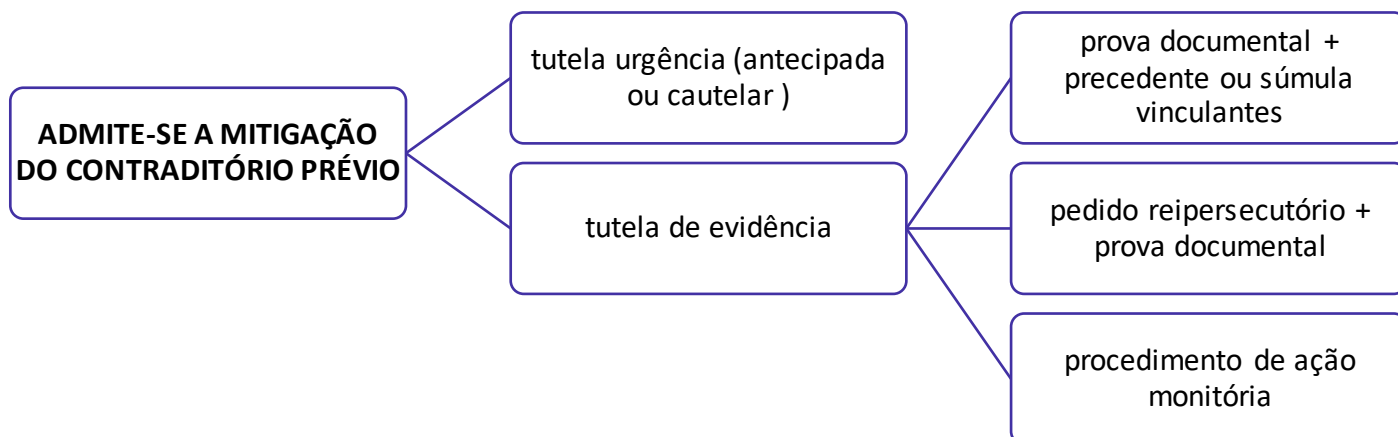 ADMITE-SE A MITIGAÇÃO
DO CONTRADITÓRIO PRÉVIO
tutela urgência (antecipada
ou cautelar )
tutela de evidência
prova documental +
precedente ou súmula
vinculantes
pedido reipersecutório +
prova documental
procedimento de ação
monitória